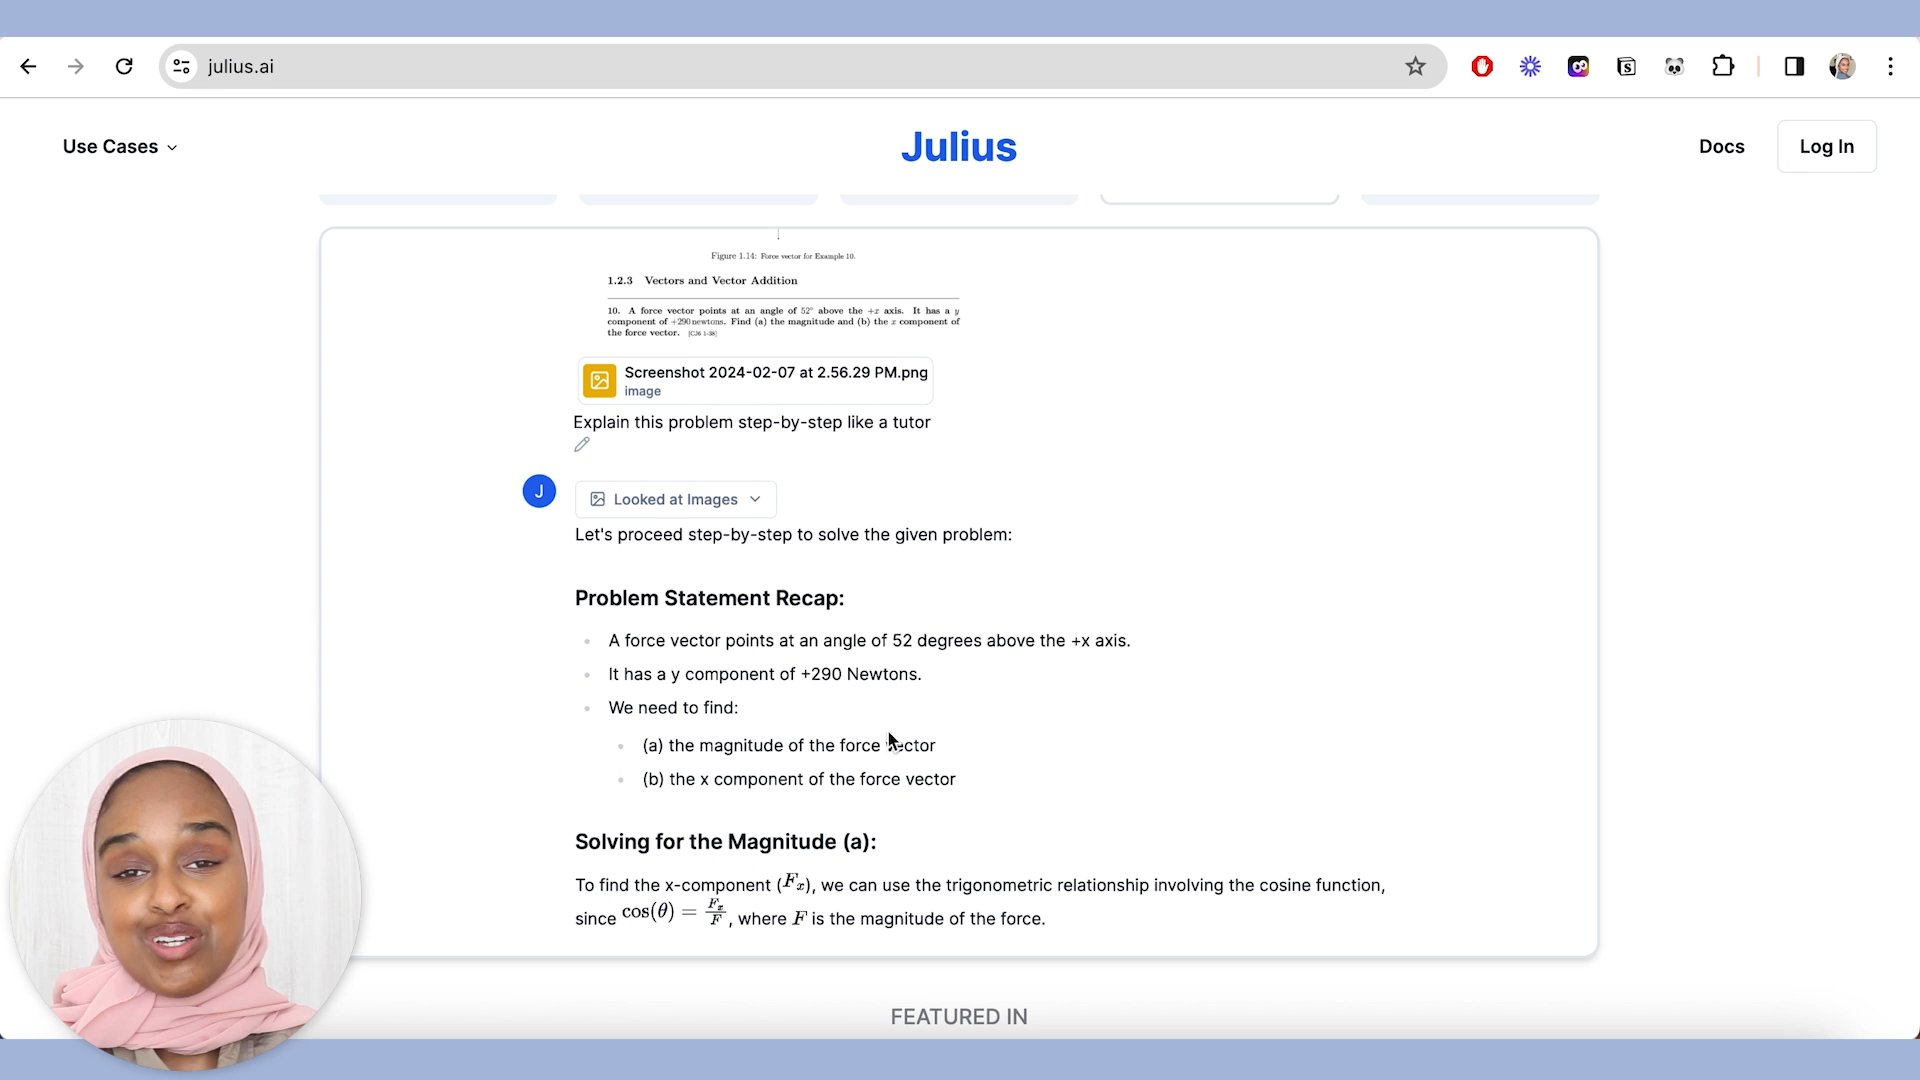 julius.ai
Use Cases
Julius
Docs
Log In
Figure 1.14: Force vector for Example 10.
1.2.3 Vectors and Vector Addition
10. A force vector points at an angle of 52° above the +x axis. It has a y
component of +290 newtons. Find (a) the magnitude and (b) the x component of
the force vector. [CJ6 1-38]
Screenshot 2024-02-07 at 2.56.29 PM.png
image
Explain this problem step-by-step like a tutor
J
Looked at Images
Let's proceed step-by-step to solve the given problem:
Problem Statement Recap:
A force vector points at an angle of 52 degrees above the +x axis.
It has a y component of +290 Newtons.
We need to find:
(a) the magnitude of the force vector
(b) the x component of the force vector
Solving for the Magnitude (a):
To find the x-component (Fₓ), we can use the trigonometric relationship involving the cosine function,
since cos(θ) = Fₓ/F, where F is the magnitude of the force.
FEATURED IN